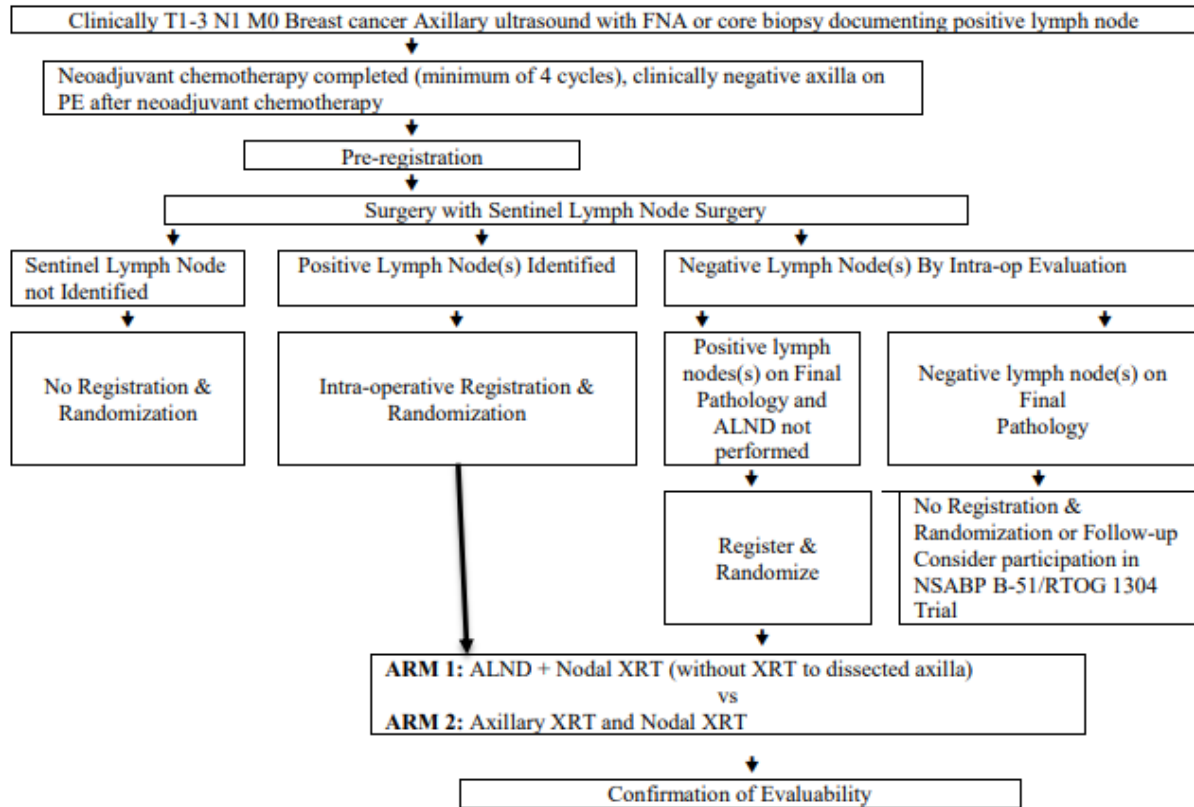 Clinically T1-3 N1 M0 Breast cancer Axillary ultrasound with FNA or core biopsy documenting positive lymph node
Neoadjuvant chemotherapy completed (minimum of 4 cycles), clinically negative axilla on
PE after neoadjuvant chemotherapy
Pre-registration
Surgery with Sentinel Lymph Node Surgery
Sentinel Lymph Node
not Identified
Positive Lymph Node(s) Identified
Negative Lymph Node(s) By Intra-op Evaluation
No Registration &
Randomization
Intra-operative Registration &
Randomization
Positive lymph
nodes(s) on Final
Pathology and
ALND not
performed
Negative lymph node(s) on
Final
Pathology
Register &
Randomize
No Registration &
Randomization or Follow-up
Consider participation in
NSABP B-51/RTOG 1304
Trial
ARM 1: ALND + Nodal XRT (without XRT to dissected axilla)
vs
ARM 2: Axillary XRT and Nodal XRT
Confirmation of Evaluability